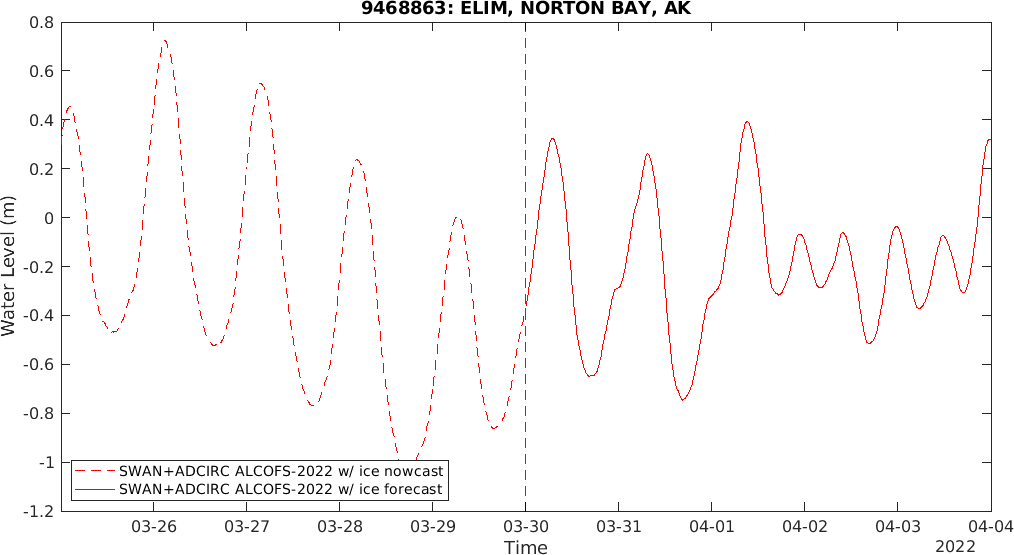 9468863: ELIM, NORTON BAY, AK
Water Level (m)
0.8
0.6
0.4
0.2
0
-0.2
-0.4
-0.6
-0.8
-1
-1.2
SWAN+ADCIRC ALCOFS-2022 w/ ice nowcast
SWAN+ADCIRC ALCOFS-2022 w/ ice forecast
03-26 03-27 03-28 03-29 03-30 03-31 04-01 04-02 04-03 04-04
Time
2022